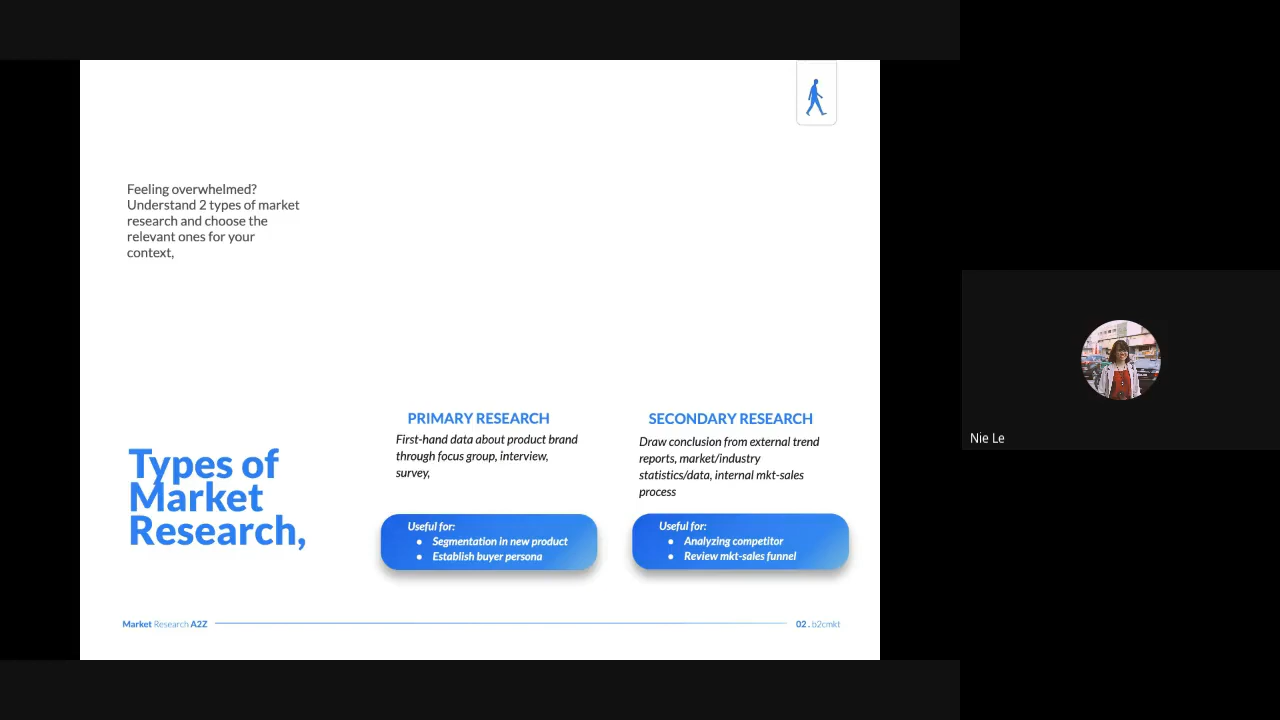 Feeling overwhelmed?
Understand 2 types of market
research and choose the
relevant ones for your
context,
Types of
Market
Research,
PRIMARY RESEARCH
First-hand data about product brand
through focus group, interview,
survey,
Useful for:
● Segmentation in new product
● Establish buyer persona
SECONDARY RESEARCH
Draw conclusion from external trend
reports, market/industry
statistics/data, internal mkt-sales
process
Useful for:
● Analyzing competitor
● Review mkt-sales funnel
Market Research A2Z
02 . b2cmkt
Nie Le